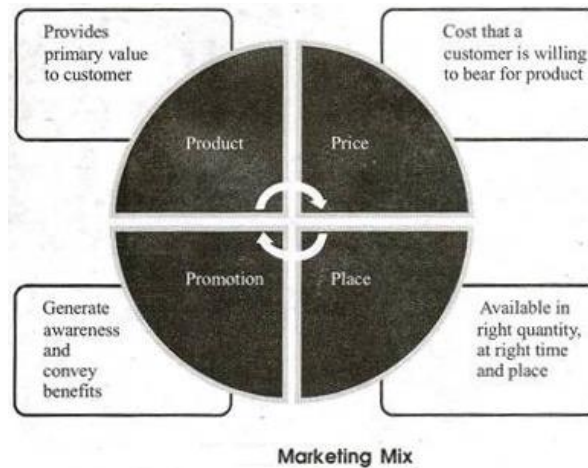 Provides
primary value
to customer
Cost that a
customer is willing
to bear for product
Product
Price
Promotion
Place
Generate
awareness
and
convey
benefits
Available in
right quantity,
at right time
and place
Marketing Mix